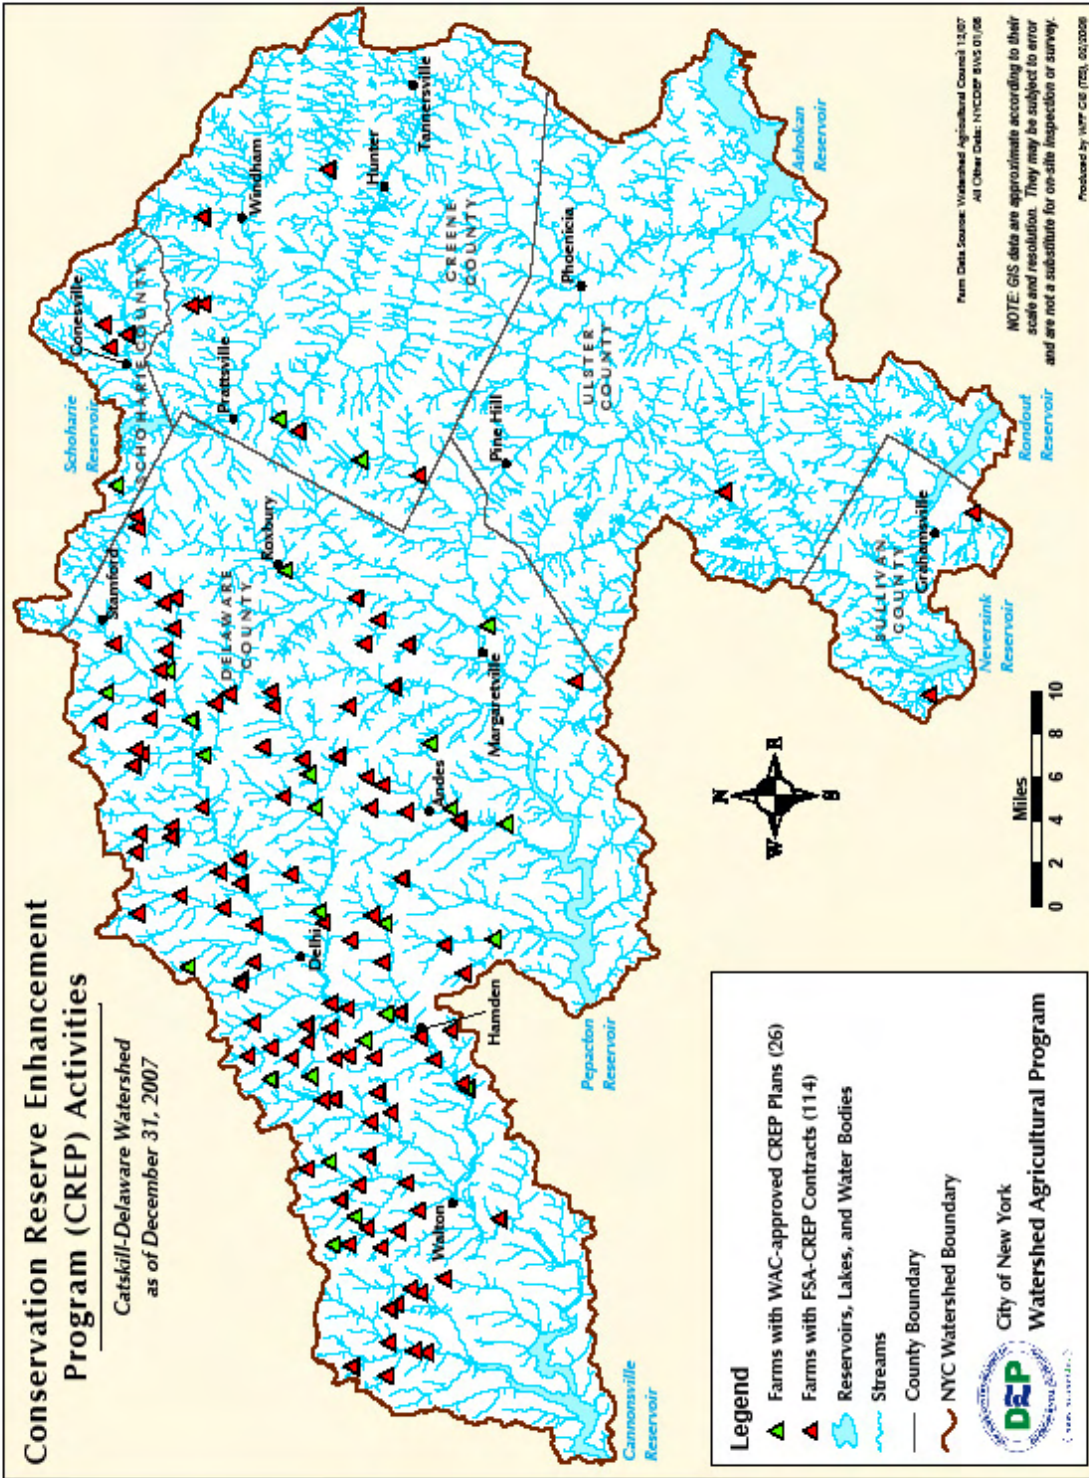 Conservation Reserve Enhancement
Program (CREP) Activities
Catskill-Delaware Watershed
as of December 31, 2007
Schoharie
Reservoir
Conesville
SCHOHARIE COUNTY
Stamford
Prattsville
Windham
Hunter
Tannersville
GREENE
COUNTY
Roxbury
DELAWARE
COUNTY
Pine Hill
Phoenicia
ULSTER
COUNTY
Ashokan
Reservoir
Margaretville
Andes
Delhi
Hamden
Walton
Pepacton
Reservoir
Cannonsville
Reservoir
SULLIVAN
COUNTY
Grahamsville
Neversink
Reservoir
Rondout
Reservoir
N
W
E
S
Miles
0 2 4 6 8 10
Legend
Farms with WAC-approved CREP Plans (26)
Farms with FSA-CREP Contracts (114)
Reservoirs, Lakes, and Water Bodies
Streams
County Boundary
NYC Watershed Boundary
DEP
City of New York
Watershed Agricultural Program
Farm Data Source: Watershed Agricultural Council 12/07
All Other Data: NYCDEP BWS 01/08
NOTE: GIS data are approximate according to their
scale and resolution. They may be subject to error
and are not a substitute for on-site inspection or survey.
Produced by